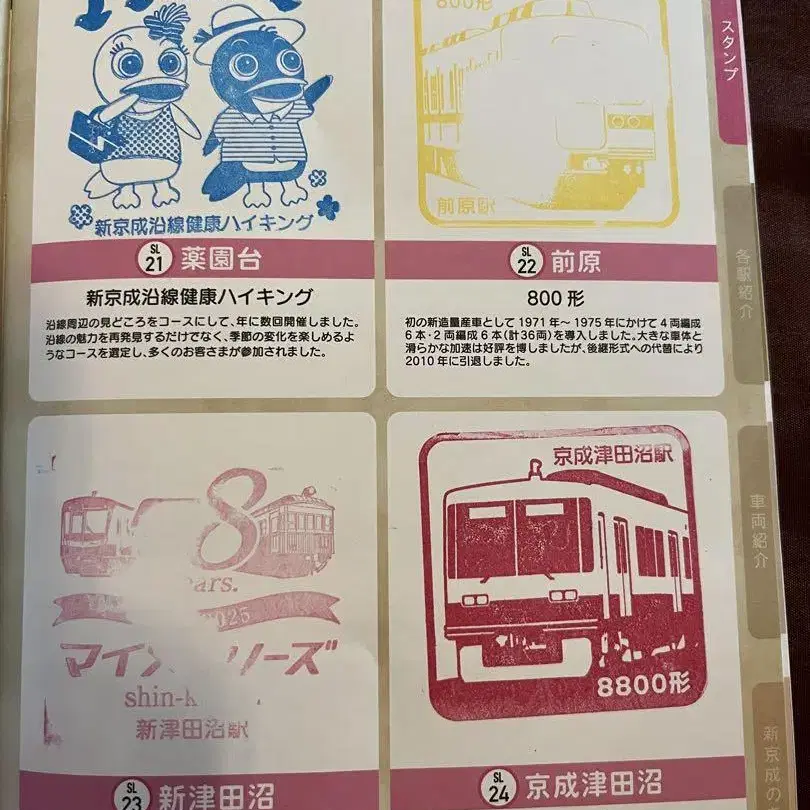 新京成沿線健康ハイキング
SL
21
薬園台
新京成沿線健康ハイキング
沿線周辺の見どころをコースにして、年に数回開催しました。
沿線の魅力を再発見するだけでなく、季節の変化を楽しめるよ
うなコースを選定し、多くのお客さまが参加されました。
800形
前原駅
SL
22
前原
800形
初の新造量産車として1971年〜1975年にかけて4両編成
6本・2両編成6本(計36両)を導入しました。大きな車体と
滑らかな加速は好評を博しましたが、後継形式への代替により
2010年に引退しました。
8
ars.
2025
マイン
リーズ
shin-k
新津田沼駅
SL
23
新津田沼
京成津田沼駅
8800形
SL
24
京成津田沼
スタンプ
各駅紹介
車両紹介
新京成の